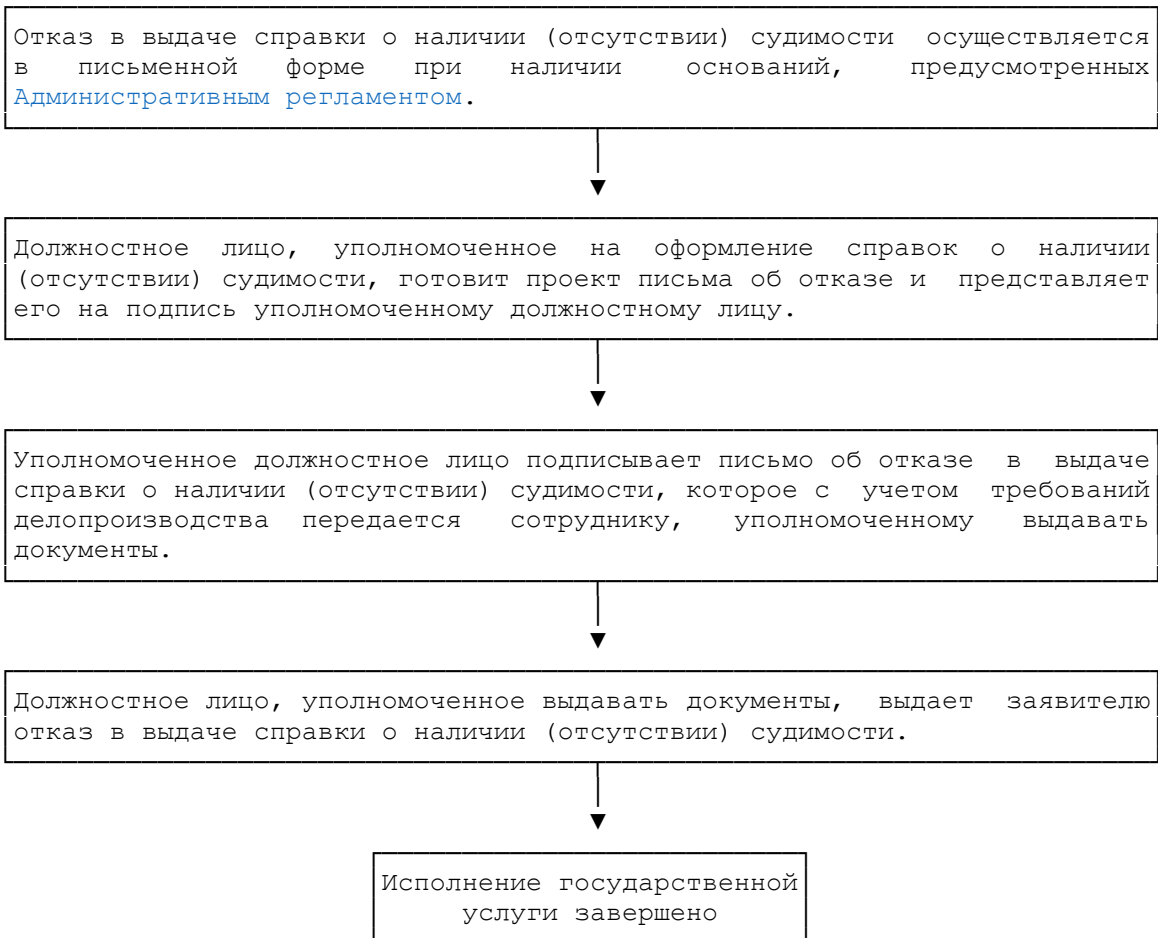 Отказ в выдаче справки о наличии (отсутствии) судимости осуществляется
в письменной форме при наличии оснований, предусмотренных
Административным регламентом.
Должностное лицо, уполномоченное на оформление справок о наличии
(отсутствии) судимости, готовит проект письма об отказе и представляет
его на подпись уполномоченному должностному лицу.
Уполномоченное должностное лицо подписывает письмо об отказе в выдаче
справки о наличии (отсутствии) судимости, которое с учетом требований
делопроизводства передается сотруднику, уполномоченному выдавать
документы.
Должностное лицо, уполномоченное выдавать документы, выдает заявителю
отказ в выдаче справки о наличии (отсутствии) судимости.
Исполнение государственной
услуги завершено